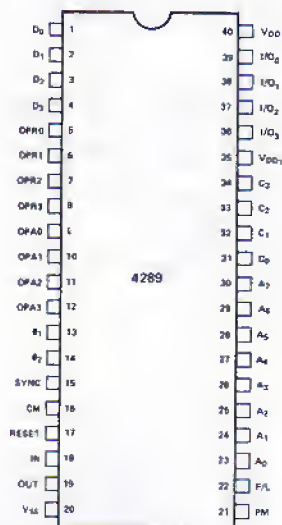 D₀ 1 40 VDD
D₁ 2 39 I/O₀
D₂ 3 38 I/O₁
D₃ 4 37 I/O₂
OPR0 5 36 I/O₃
OPR1 6 35 VDD₁
OPR2 7 34 C₃
OPR3 8 33 C₂
OPA0 9 32 C₁
OPA1 10 31 C₀
4289
OPA2 11 30 A₇
OPA3 12 29 A₆
φ₁ 13 28 A₅
φ₂ 14 27 A₄
SYNC 15 26 A₃
CM 16 25 A₂
RESET 17 24 A₁
IN 18 23 A₀
OUT 19 22 F/L
VSS 20 21 PM